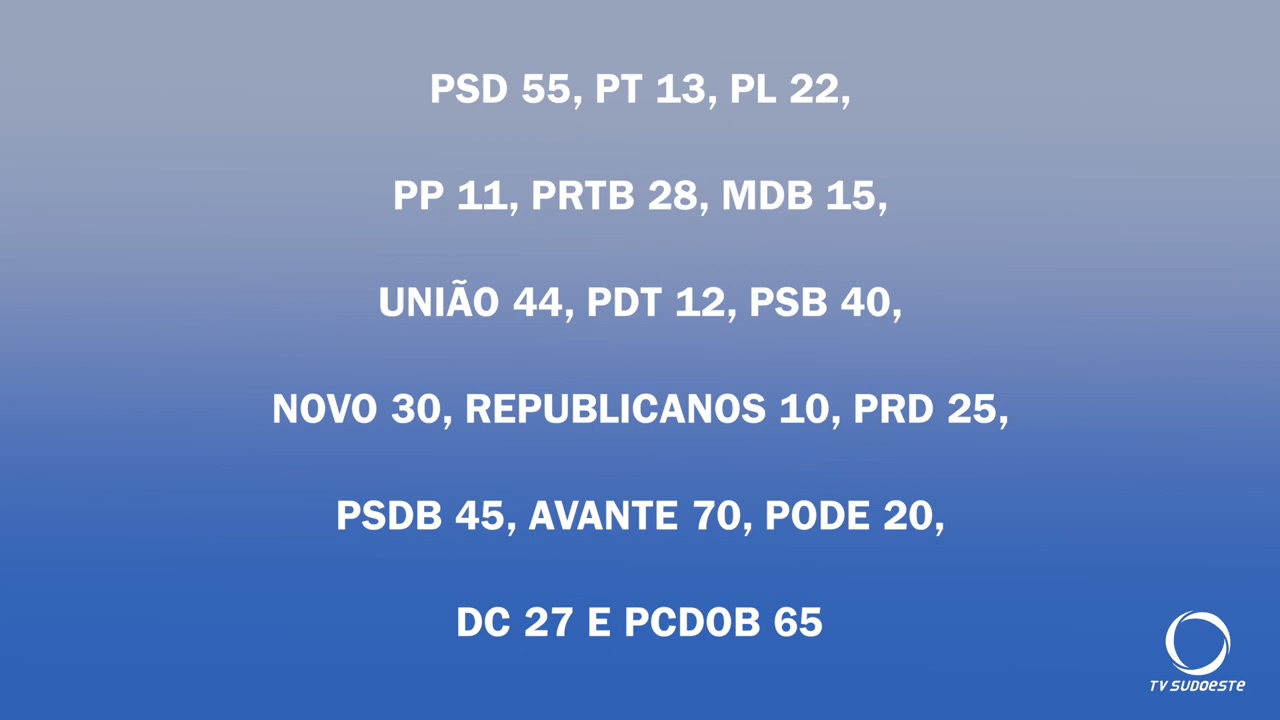 PSD 55, PT 13, PL 22,
PP 11, PRTB 28, MDB 15,
UNIÃO 44, PDT 12, PSB 40,
NOVO 30, REPUBLICANOS 10, PRD 25,
PSDB 45, AVANTE 70, PODE 20,
DC 27 E PCDOB 65
TV SUDOESTE